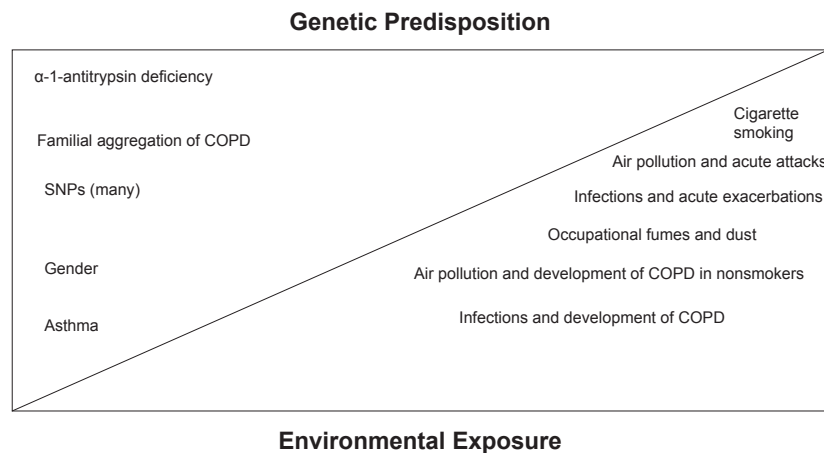 Genetic Predisposition
α-1-antitrypsin deficiency
Cigarette
smoking
Familial aggregation of COPD
Air pollution and acute attacks
SNPs (many)
Infections and acute exacerbations
Occupational fumes and dust
Gender
Air pollution and development of COPD in nonsmokers
Asthma
Infections and development of COPD
Environmental Exposure